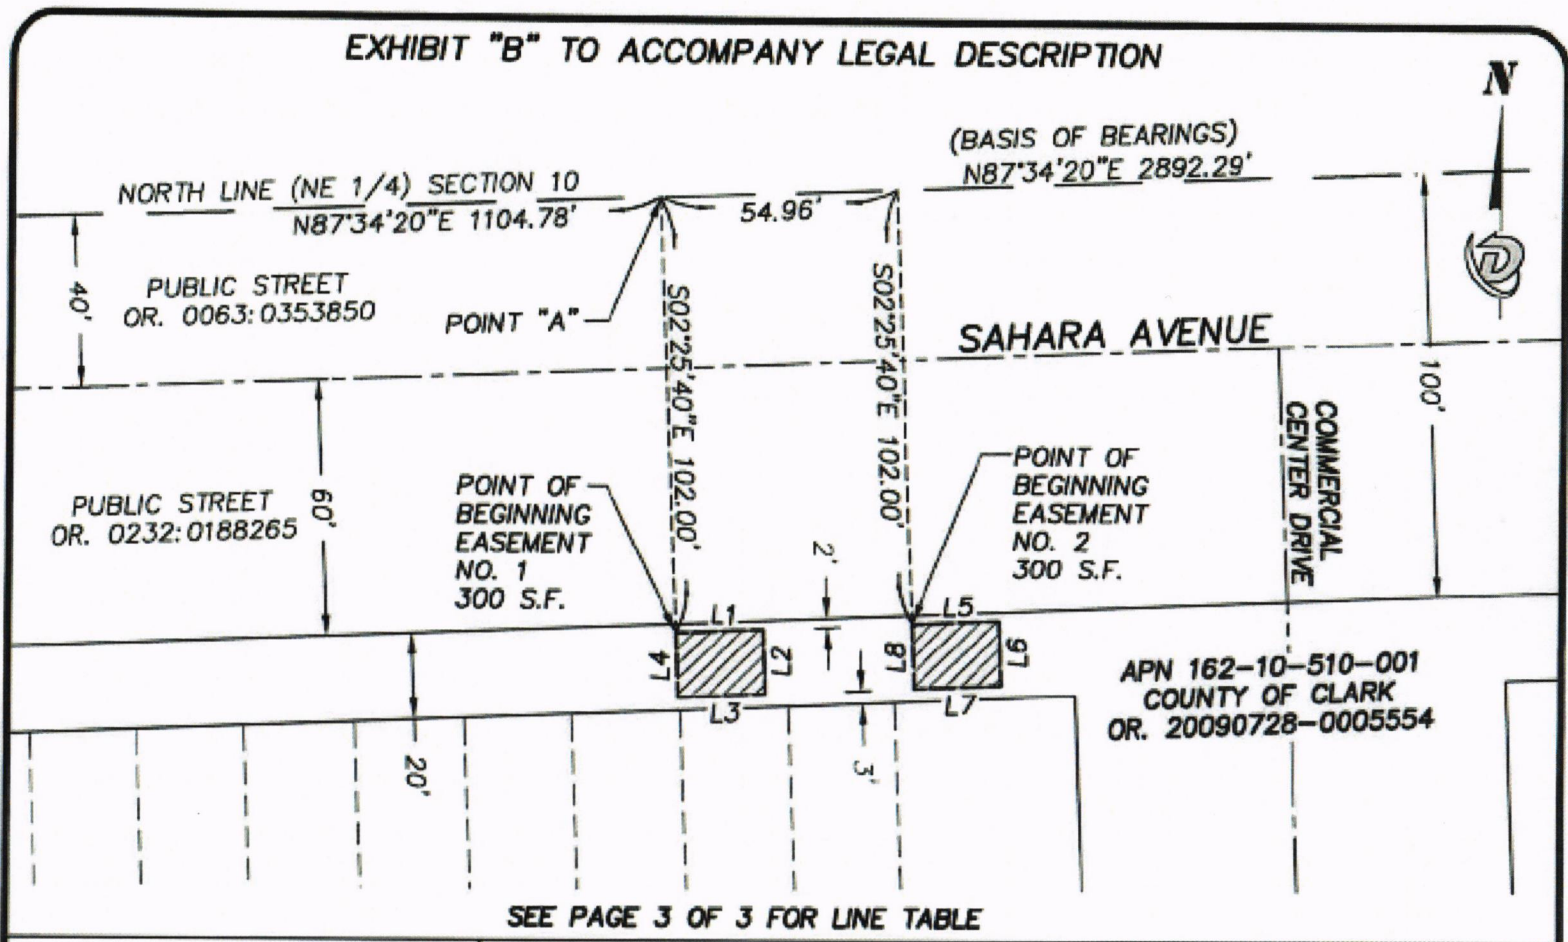 EXHIBIT "B" TO ACCOMPANY LEGAL DESCRIPTION
N
(BASIS OF BEARINGS)
N87°34'20"E 2892.29'
NORTH LINE (NE 1/4) SECTION 10
N87°34'20"E 1104.78'
54.96'
40'
PUBLIC STREET
OR. 0063:0353850
POINT "A"
S02°25'40"E 102.00'
S02°25'40"E 102.00'
SAHARA AVENUE
100'
COMMERCIAL
CENTER DRIVE
60'
PUBLIC STREET
OR. 0232:0188265
POINT OF
BEGINNING
EASEMENT
NO. 1
300 S.F.
POINT OF
BEGINNING
EASEMENT
NO. 2
300 S.F.
2'
L1
L5
L4
L2
L8
L6
L3
L7
3'
20'
APN 162-10-510-001
COUNTY OF CLARK
OR. 20090728-0005554
SEE PAGE 3 OF 3 FOR LINE TABLE